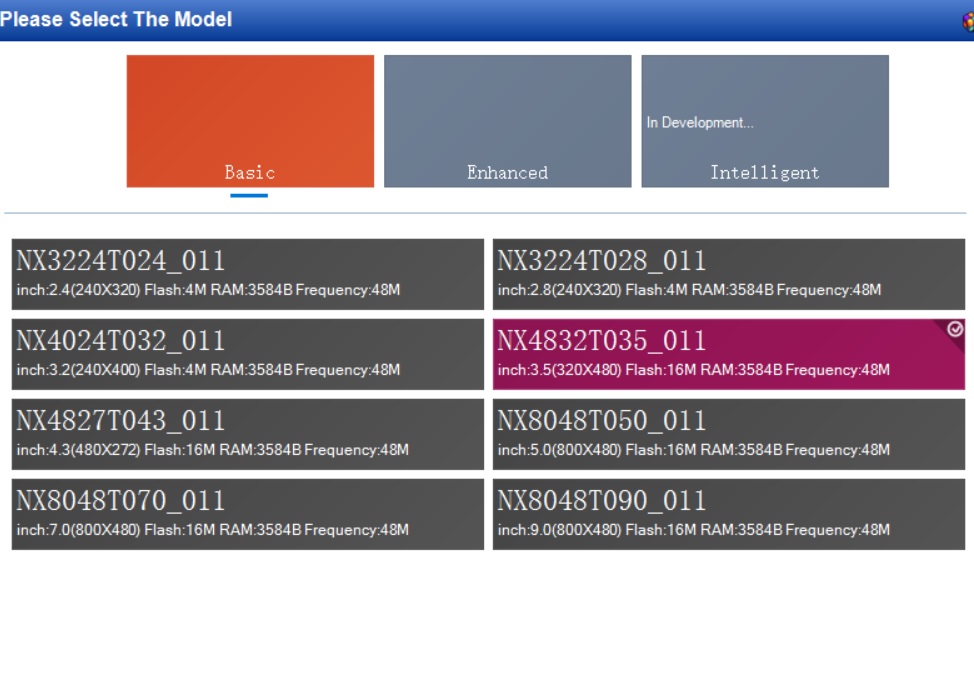 Please Select The Model
In Development...
Basic
Enhanced
Intelligent
NX3224T024_011
inch:2.4(240X320) Flash:4M RAM:3584B Frequency:48M
NX3224T028_011
inch:2.8(240X320) Flash:4M RAM:3584B Frequency:48M
NX4024T032_011
inch:3.2(240X400) Flash:4M RAM:3584B Frequency:48M
NX4832T035_011
inch:3.5(320X480) Flash:16M RAM:3584B Frequency:48M
NX4827T043_011
inch:4.3(480X272) Flash:16M RAM:3584B Frequency:48M
NX8048T050_011
inch:5.0(800X480) Flash:16M RAM:3584B Frequency:48M
NX8048T070_011
inch:7.0(800X480) Flash:16M RAM:3584B Frequency:48M
NX8048T090_011
inch:9.0(800X480) Flash:16M RAM:3584B Frequency:48M